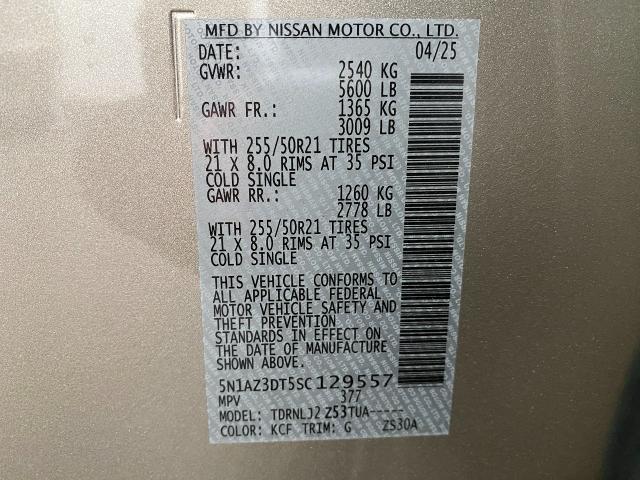 MFD BY NISSAN MOTOR CO., LTD.
DATE: 04/25
GVWR: 2540 KG
5600 LB
GAWR FR.: 1365 KG
3009 LB
WITH 255/50R21 TIRES
21 X 8.0 RIMS AT 35 PSI
COLD SINGLE
GAWR RR.: 1260 KG
2778 LB
WITH 255/50R21 TIRES
21 X 8.0 RIMS AT 35 PSI
COLD SINGLE
THIS VEHICLE CONFORMS TO
ALL APPLICABLE FEDERAL
MOTOR VEHICLE SAFETY AND
THEFT PREVENTION
STANDARDS IN EFFECT ON
THE DATE OF MANUFACTURE
SHOWN ABOVE.
5N1AZ3DT5SC129557
MPV 377
MODEL: TDRNLJ2 Z53TUA-----
COLOR: KCF TRIM: G ZS30A